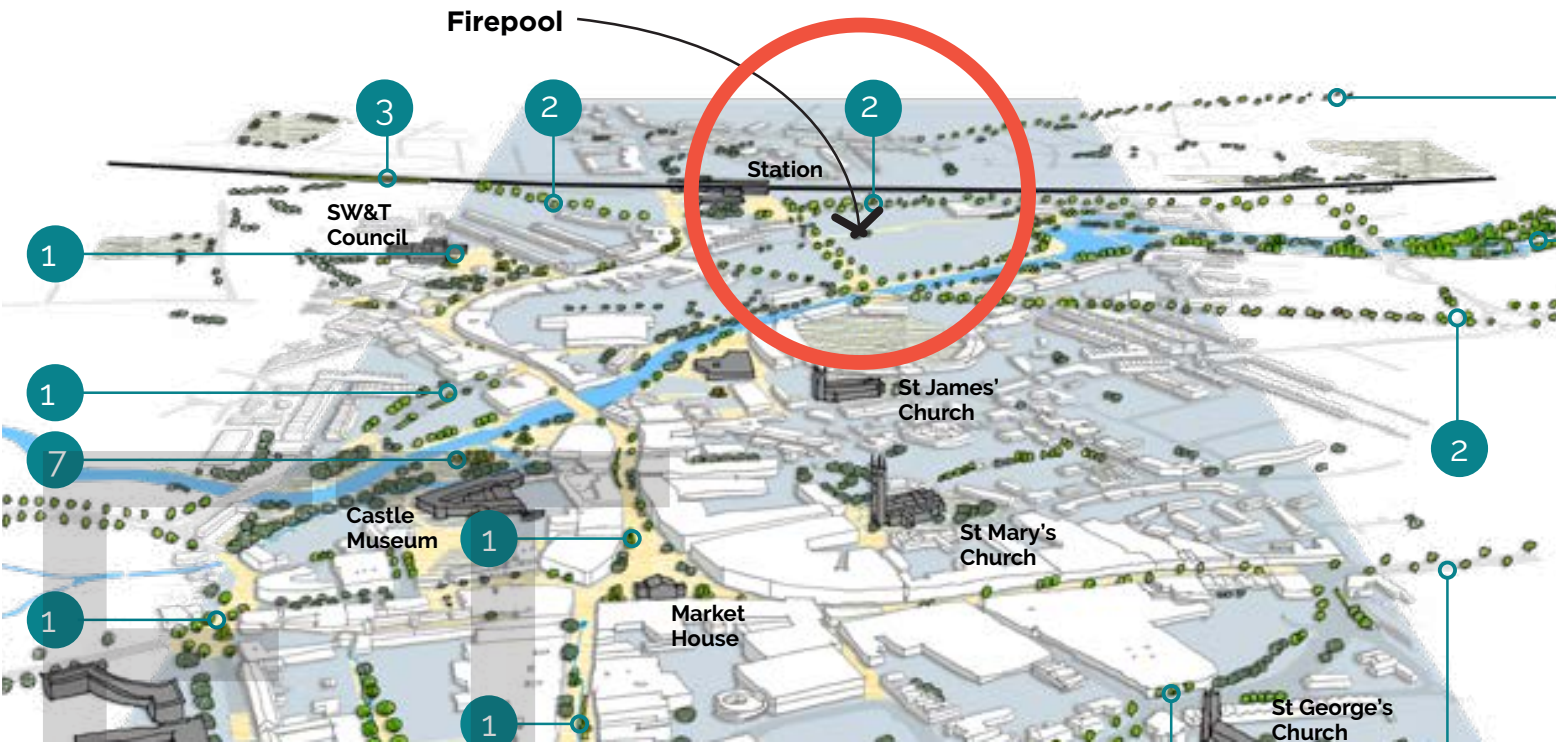 Firepool
3
2
2
Station
SW&T
Council
1
1
St James'
Church
7
2
Castle
Museum
1
St Mary's
Church
1
Market
House
1
St George's
Church